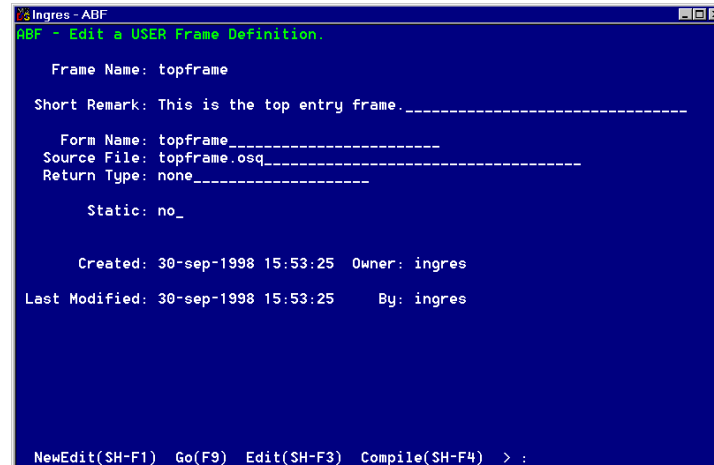 Ingres - ABF
ABF - Edit a USER Frame Definition.
Frame Name: topframe
Short Remark: This is the top entry frame.________________________________
Form Name: topframe________________________
Source File: topframe.osq____________________________________
Return Type: none____________________
Static: no_
Created: 30-sep-1998 15:53:25 Owner: ingres
Last Modified: 30-sep-1998 15:53:25 By: ingres
NewEdit(SH-F1) Go(F9) Edit(SH-F3) Compile(SH-F4) > :